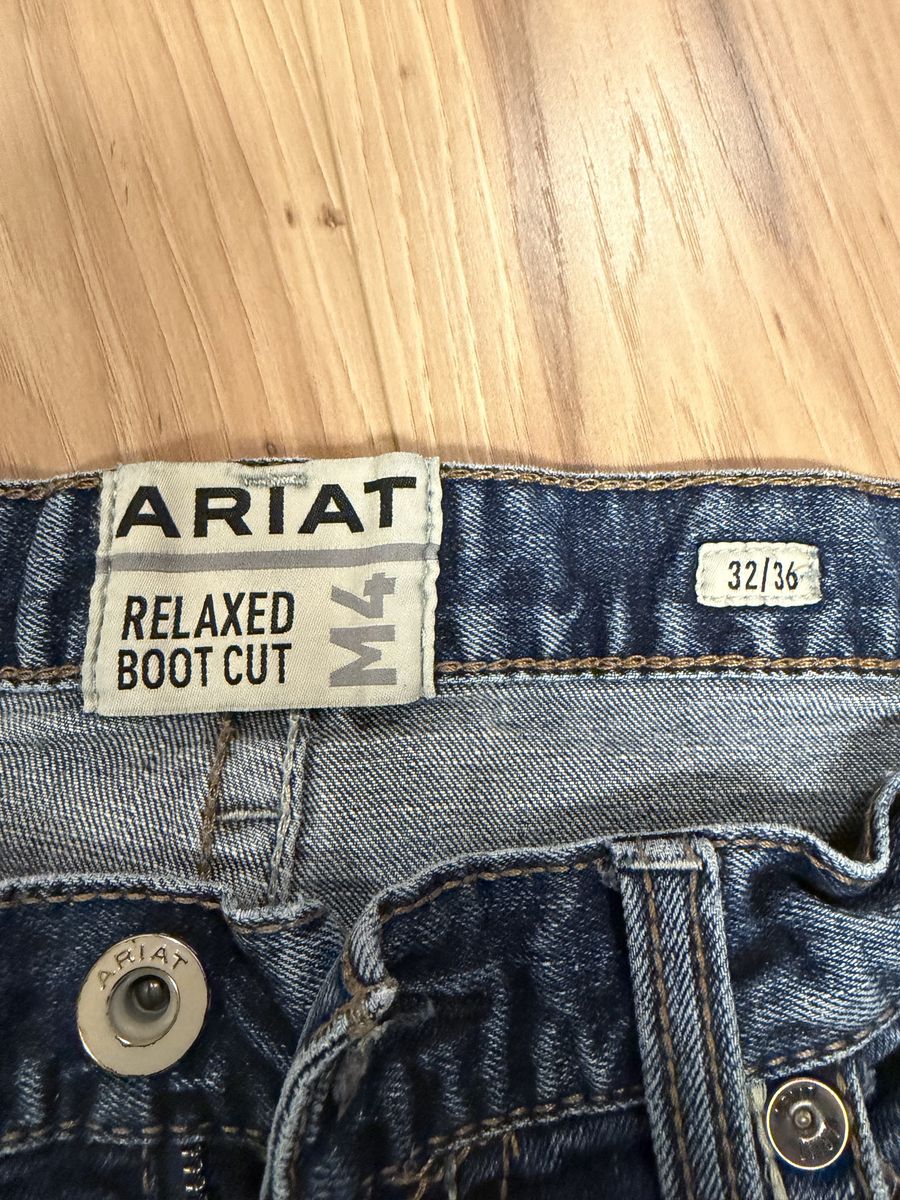 ARIAT
RELAXED
BOOT CUT
M4
32/36
ARIAT